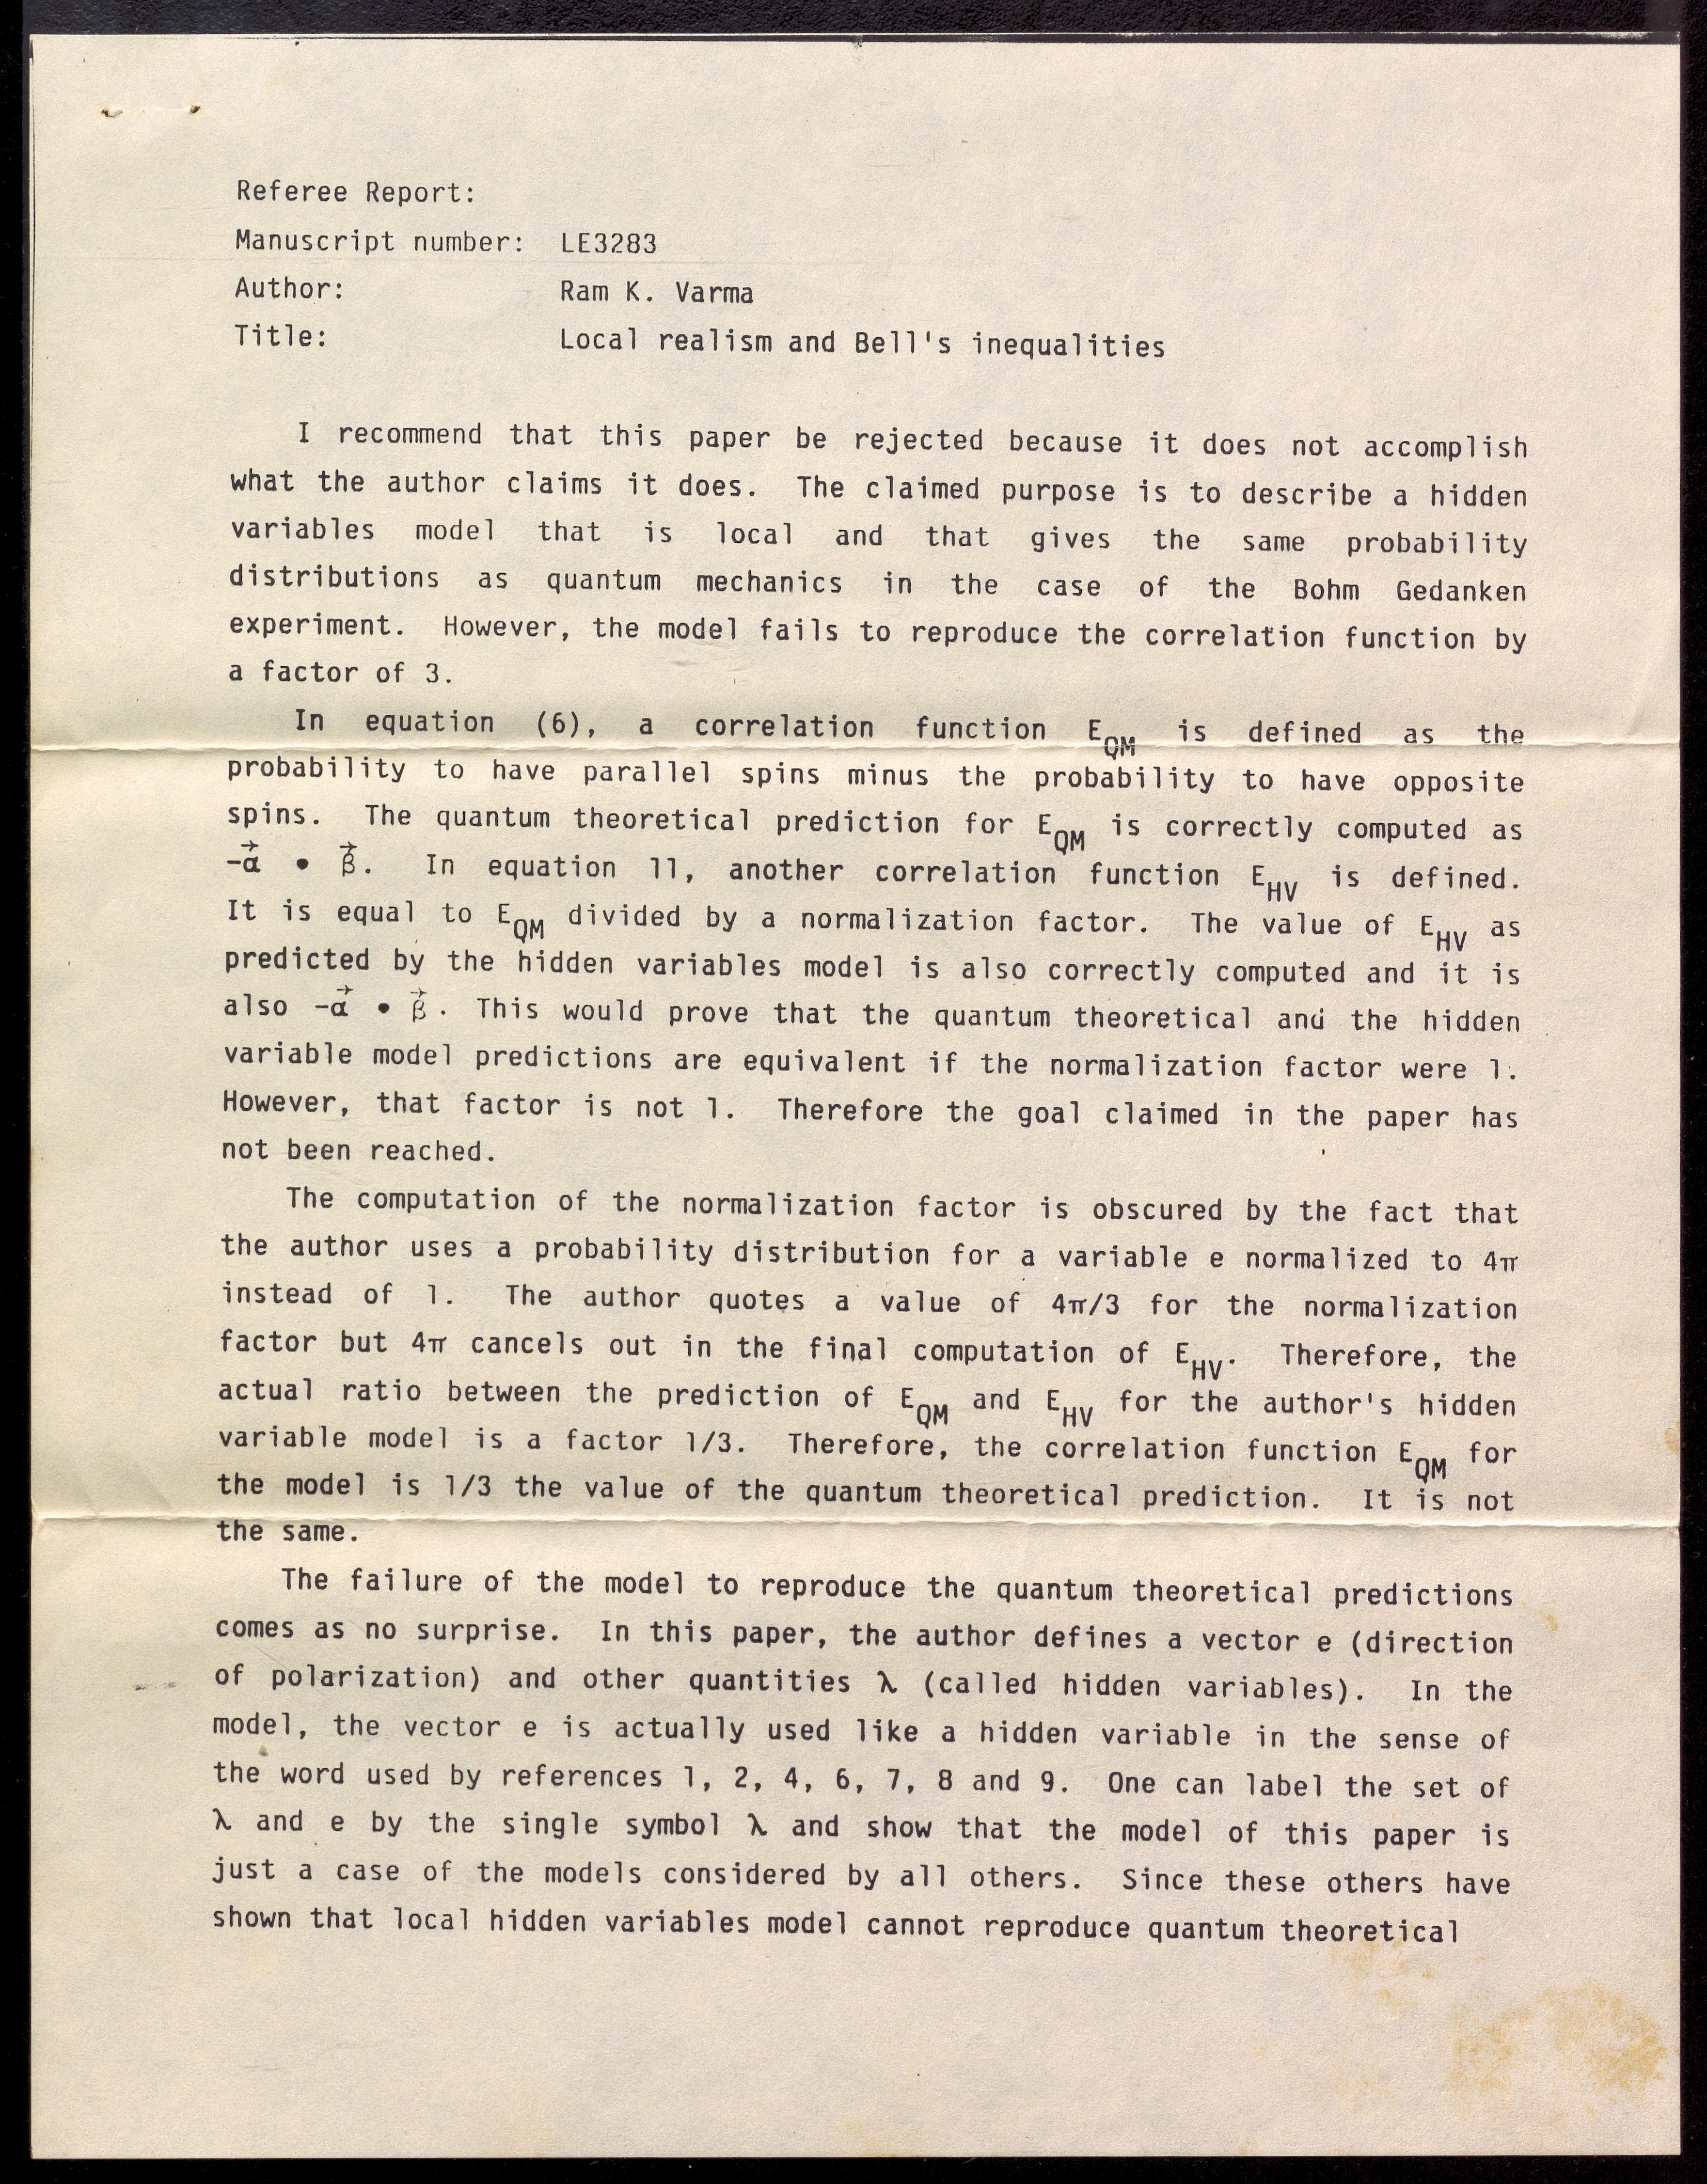 Referee Report:
Manuscript number: LE3283
Author: Ram K. Varma
Title: Local realism and Bell's inequalities
I recommend that this paper be rejected because it does not accomplish
what the author claims it does. The claimed purpose is to describe a hidden
variables model that is local and that gives the same probability
distributions as quantum mechanics in the case of the Bohm Gedanken
experiment. However, the model fails to reproduce the correlation function by
a factor of 3.
In equation (6), a correlation function E_QM is defined as the
probability to have parallel spins minus the probability to have opposite
spins. The quantum theoretical prediction for E_QM is correctly computed as
-α⃗ • β⃗. In equation 11, another correlation function E_HV is defined.
It is equal to E_QM divided by a normalization factor. The value of E_HV as
predicted by the hidden variables model is also correctly computed and it is
also -α⃗ • β⃗. This would prove that the quantum theoretical and the hidden
variable model predictions are equivalent if the normalization factor were 1.
However, that factor is not 1. Therefore the goal claimed in the paper has
not been reached.
The computation of the normalization factor is obscured by the fact that
the author uses a probability distribution for a variable e normalized to 4π
instead of 1. The author quotes a value of 4π/3 for the normalization
factor but 4π cancels out in the final computation of E_HV. Therefore, the
actual ratio between the prediction of E_QM and E_HV for the author's hidden
variable model is a factor 1/3. Therefore, the correlation function E_QM for
the model is 1/3 the value of the quantum theoretical prediction. It is not
the same.
The failure of the model to reproduce the quantum theoretical predictions
comes as no surprise. In this paper, the author defines a vector e (direction
of polarization) and other quantities λ (called hidden variables). In the
model, the vector e is actually used like a hidden variable in the sense of
the word used by references 1, 2, 4, 6, 7, 8 and 9. One can label the set of
λ and e by the single symbol λ and show that the model of this paper is
just a case of the models considered by all others. Since these others have
shown that local hidden variables model cannot reproduce quantum theoretical